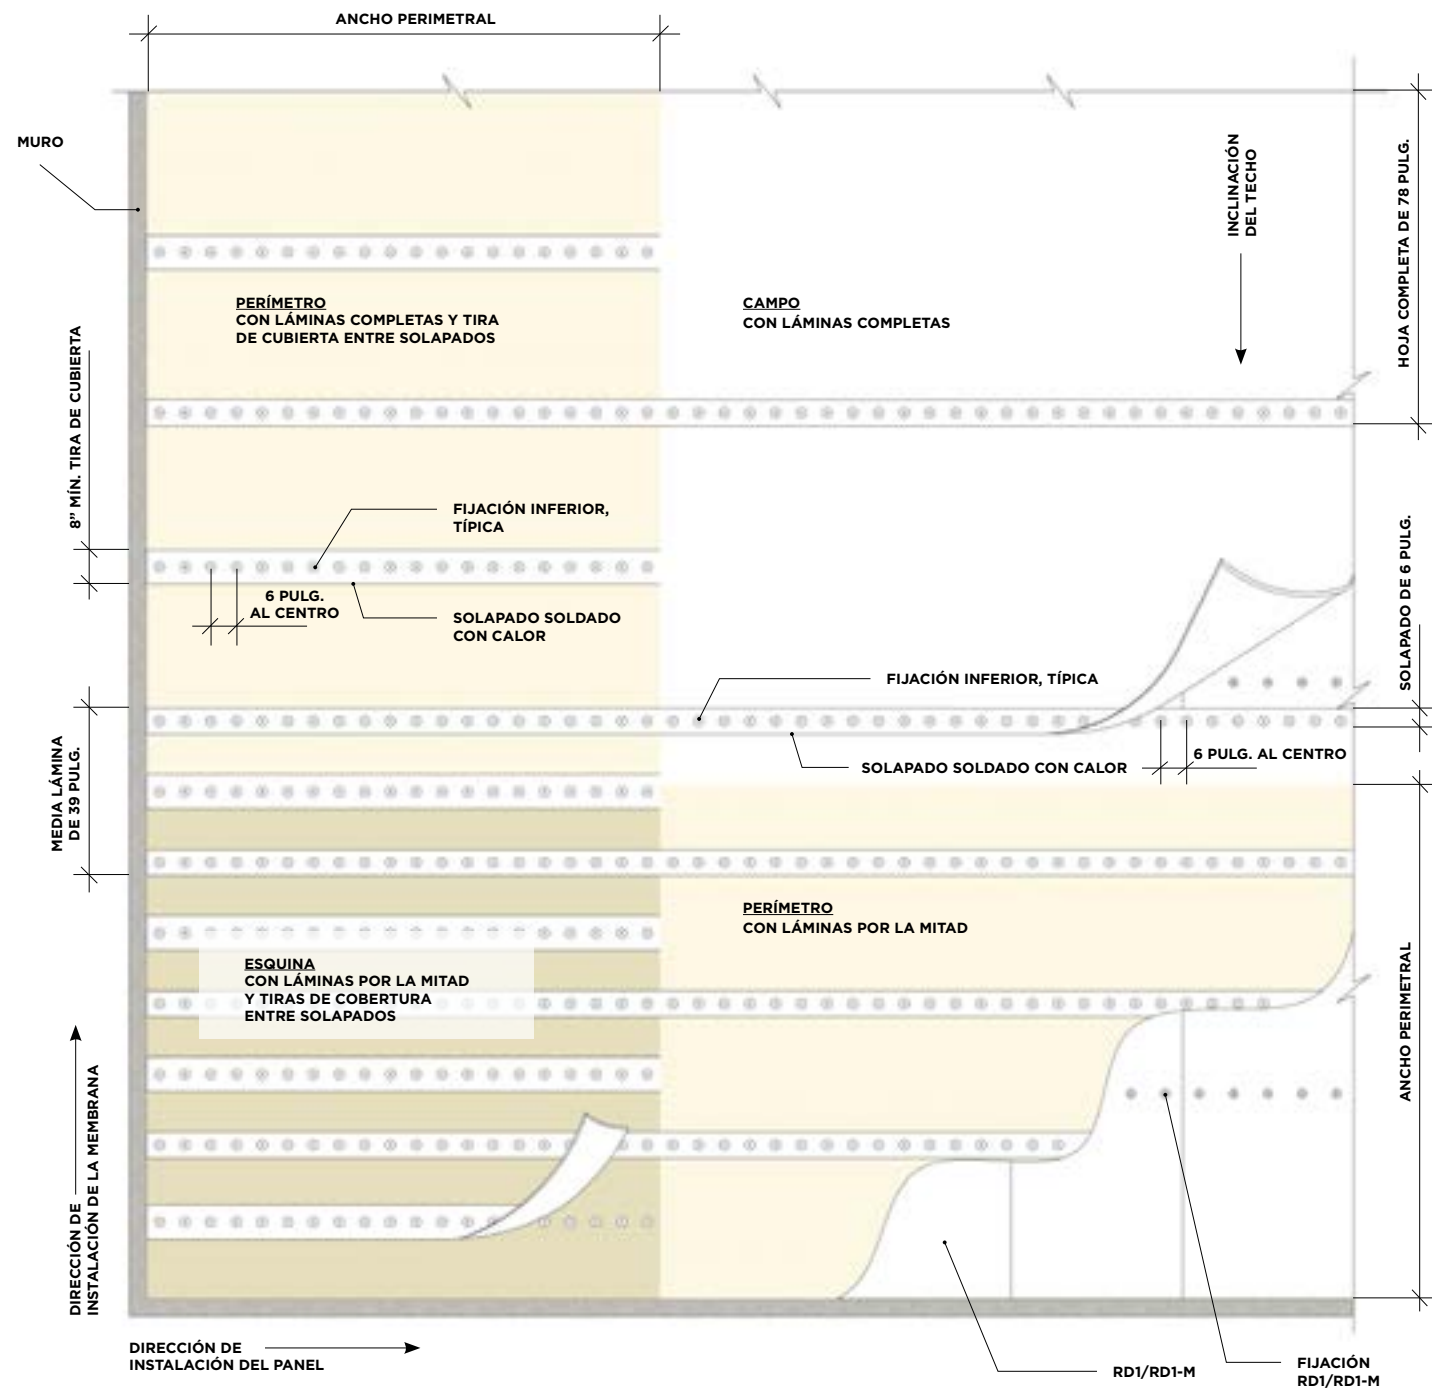 ANCHO PERIMETRAL
MURO
INCLINACIÓN
DEL TECHO
HOJA COMPLETA DE 78 PULG.
PERÍMETRO
CON LÁMINAS COMPLETAS Y TIRA
DE CUBIERTA ENTRE SOLAPADOS
CAMPO
CON LÁMINAS COMPLETAS
8” MÍN. TIRA DE CUBIERTA
FIJACIÓN INFERIOR,
TÍPICA
6 PULG.
AL CENTRO
SOLAPADO SOLDADO
CON CALOR
SOLAPADO DE 6 PULG.
FIJACIÓN INFERIOR, TÍPICA
SOLAPADO SOLDADO CON CALOR
6 PULG. AL CENTRO
MEDIA LÁMINA
DE 39 PULG.
PERÍMETRO
CON LÁMINAS POR LA MITAD
ESQUINA
CON LÁMINAS POR LA MITAD
Y TIRAS DE COBERTURA
ENTRE SOLAPADOS
ANCHO PERIMETRAL
DIRECCIÓN DE
INSTALACIÓN DE LA MEMBRANA
DIRECCIÓN DE
INSTALACIÓN DEL PANEL
RD1/RD1-M
FIJACIÓN
RD1/RD1-M